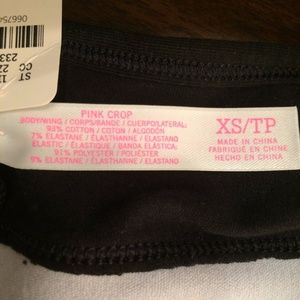 066754
PINK CROP
BODY/WING / CORPS/BANDE / CUERPO/LATERAL:
93% COTTON / COTON / ALGODÓN
7% ELASTANE / ÉLASTHANNE / ELASTANO
ELASTIC / ÉLASTIQUE / BANDA ELÁSTICA:
91% POLYESTER / POLIÉSTER
9% ELASTANE / ÉLASTHANNE / ELASTANO
XS/TP
MADE IN CHINA
FABRIQUÉ EN CHINE
HECHO EN CHINA